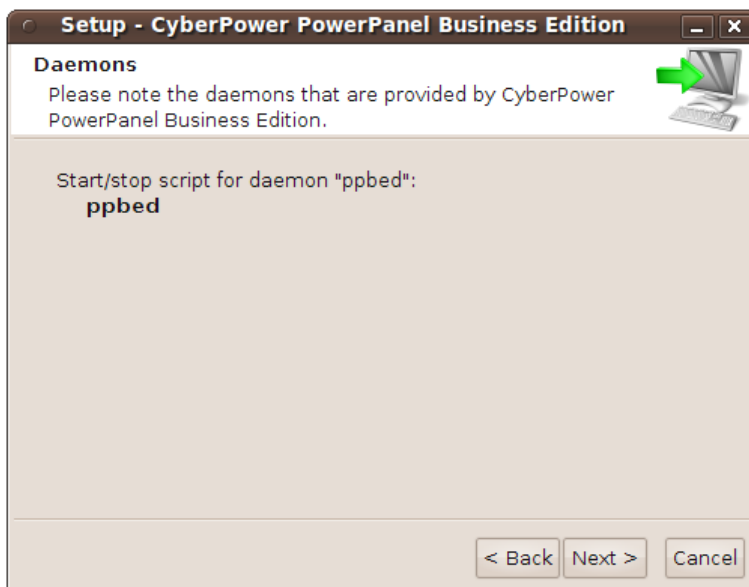 Setup - CyberPower PowerPanel Business Edition
Daemons
Please note the daemons that are provided by CyberPower
PowerPanel Business Edition.
Start/stop script for daemon "ppbed":
ppbed
< Back Next > Cancel